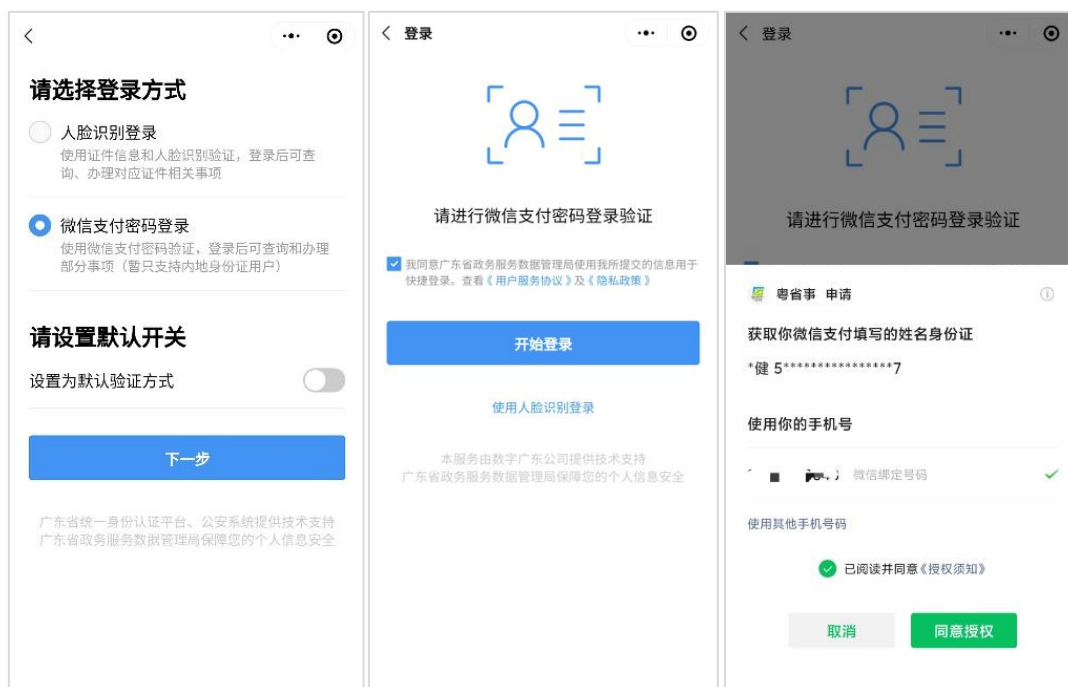 请选择登录方式
人脸识别登录
使用证件信息和人脸识别验证，登录后可查
询、办理对应证件相关事项
微信支付密码登录
使用微信支付密码验证，登录后可查询和办理
部分事项（暂只支持内地身份证用户）
请设置默认开关
设置为默认验证方式
下一步
广东省统一身份认证平台、公安系统提供技术支持
广东省政务服务数据管理局保障您的个人信息安全
登录
请进行微信支付密码登录验证
我同意广东省政务服务数据管理局使用我所提交的信息用于
快捷登录。查看《用户服务协议》及《隐私政策》
开始登录
使用人脸识别登录
本服务由数字广东公司提供技术支持
广东省政务服务数据管理局保障您的个人信息安全
登录
请进行微信支付密码登录验证
粤省事 申请
获取你微信支付填写的姓名身份证
*健 5****************7
使用你的手机号
微信绑定号码
使用其他手机号码
已阅读并同意《授权须知》
取消
同意授权